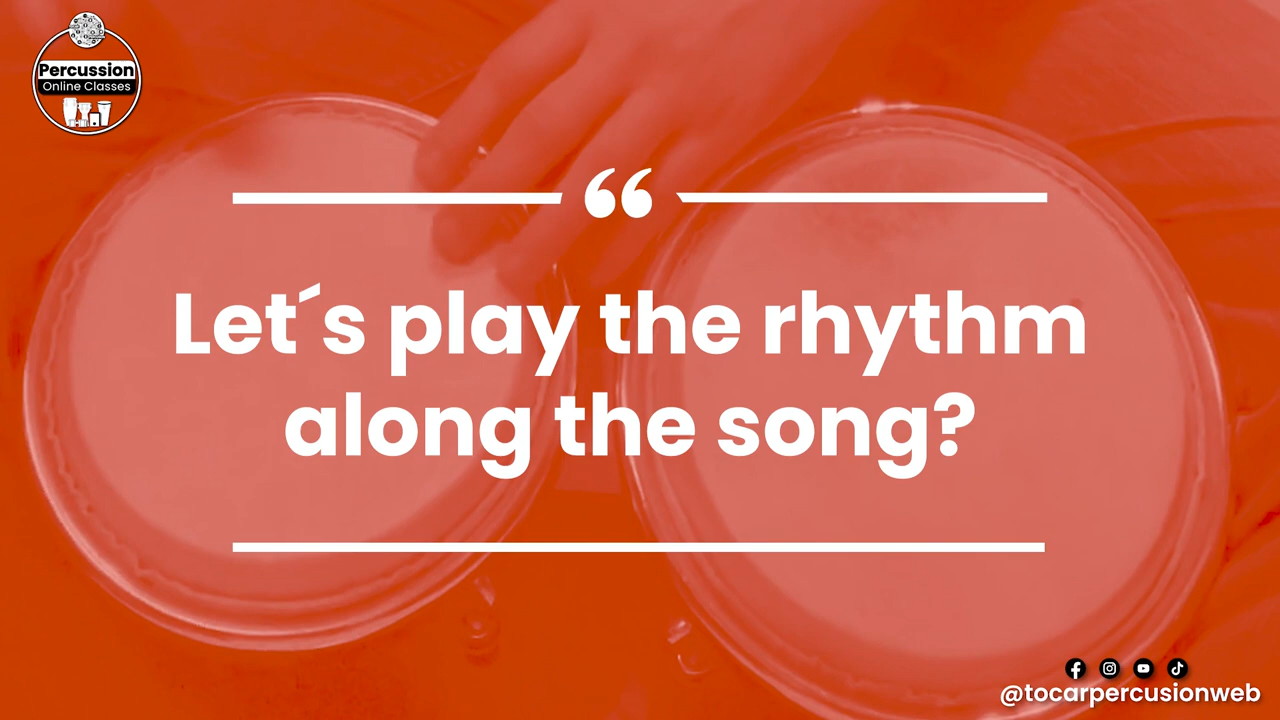 Percussion
Online Classes
“
Let´s play the rhythm
along the song?
@tocarpercusionweb